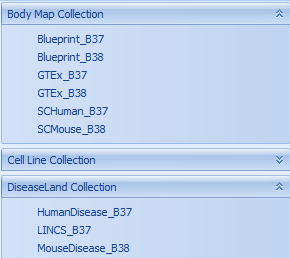 Body Map Collection
Blueprint_B37
Blueprint_B38
GTEx_B37
GTEx_B38
SCHuman_B37
SCMouse_B38
Cell Line Collection
DiseaseLand Collection
HumanDisease_B37
LINCS_B37
MouseDisease_B38